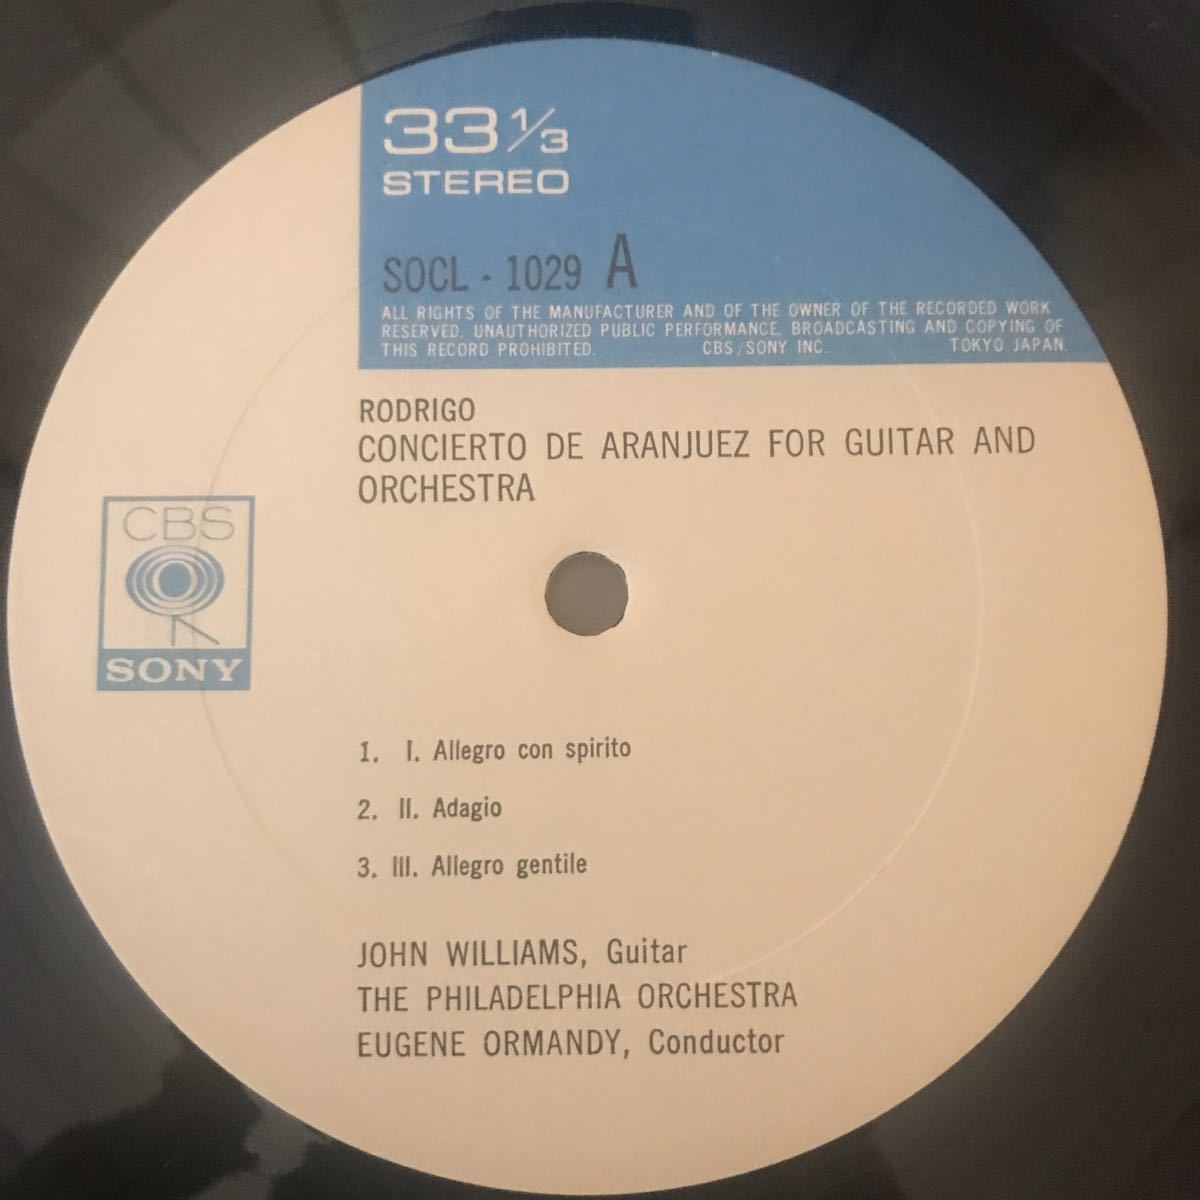 33 1/3
STEREO
SOCL - 1029 A
ALL RIGHTS OF THE MANUFACTURER AND OF THE OWNER OF THE RECORDED WORK
RESERVED. UNAUTHORIZED PUBLIC PERFORMANCE, BROADCASTING AND COPYING OF
THIS RECORD PROHIBITED. CBS/SONY INC. TOKYO JAPAN.
RODRIGO
CONCIERTO DE ARANJUEZ FOR GUITAR AND
ORCHESTRA
CBS
SONY
1. I. Allegro con spirito
2. II. Adagio
3. III. Allegro gentile
JOHN WILLIAMS, Guitar
THE PHILADELPHIA ORCHESTRA
EUGENE ORMANDY, Conductor